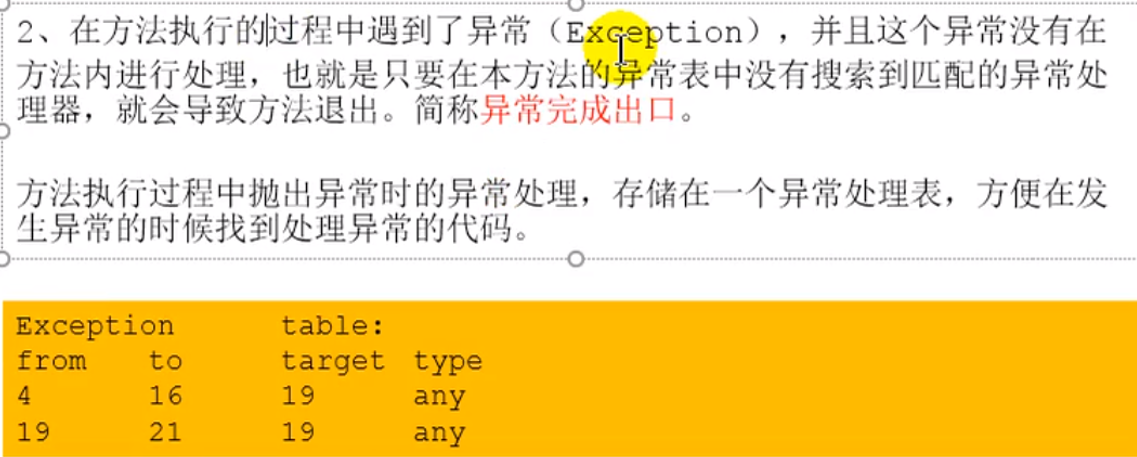 2、在方法执行的过程中遇到了异常（Exception），并且这个异常没有在
方法内进行处理，也就是只要在本方法的异常表中没有搜索到匹配的异常处
理器，就会导致方法退出。简称异常完成出口。
方法执行过程中抛出异常时的异常处理，存储在一个异常处理表，方便在发
生异常的时候找到处理异常的代码。
Exception table:
from to target type
4 16 19 any
19 21 19 any